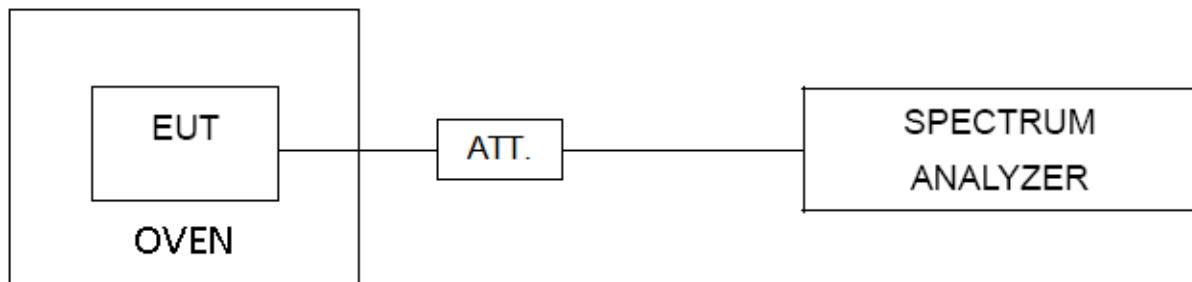 EUT
OVEN
ATT.
SPECTRUM
ANALYZER